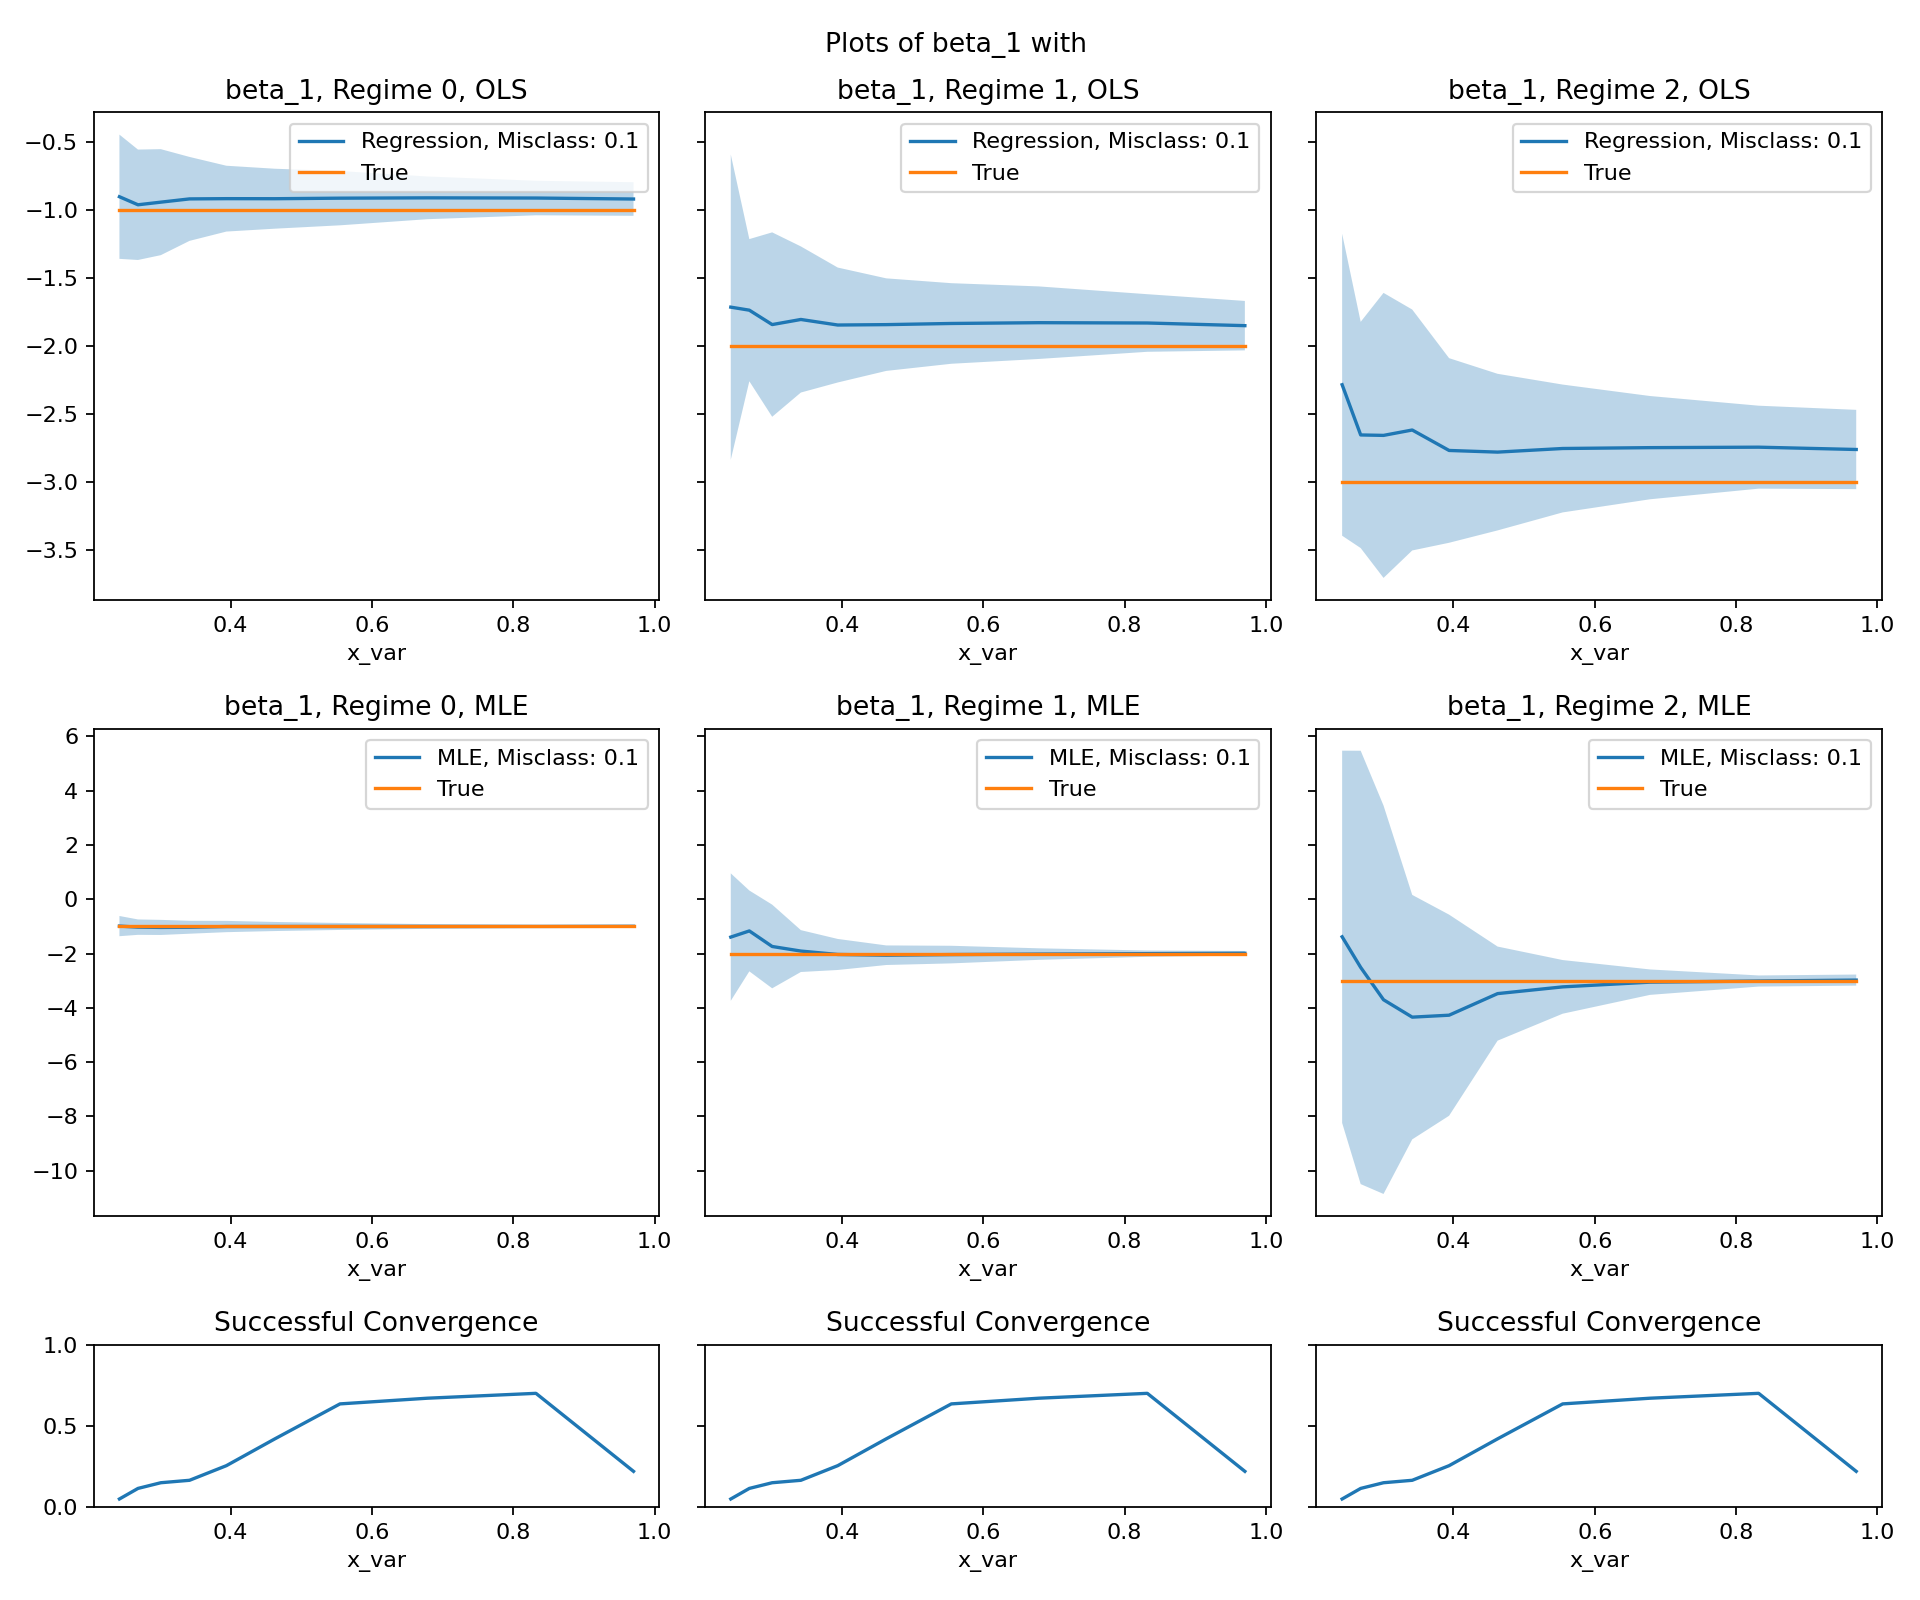 Plots of beta_1 with
beta_1, Regime 0, OLS
beta_1, Regime 1, OLS
beta_1, Regime 2, OLS
Regression, Misclass: 0.1
True
Regression, Misclass: 0.1
True
Regression, Misclass: 0.1
True
−0.5
−1.0
−1.5
−2.0
−2.5
−3.0
−3.5
0.4 0.6 0.8 1.0
0.4 0.6 0.8 1.0
0.4 0.6 0.8 1.0
x_var
x_var
x_var
beta_1, Regime 0, MLE
beta_1, Regime 1, MLE
beta_1, Regime 2, MLE
MLE, Misclass: 0.1
True
MLE, Misclass: 0.1
True
MLE, Misclass: 0.1
True
6
4
2
0
−2
−4
−6
−8
−10
0.4 0.6 0.8 1.0
0.4 0.6 0.8 1.0
0.4 0.6 0.8 1.0
x_var
x_var
x_var
Successful Convergence
Successful Convergence
Successful Convergence
1.0
0.5
0.0
0.4 0.6 0.8 1.0
0.4 0.6 0.8 1.0
0.4 0.6 0.8 1.0
x_var
x_var
x_var